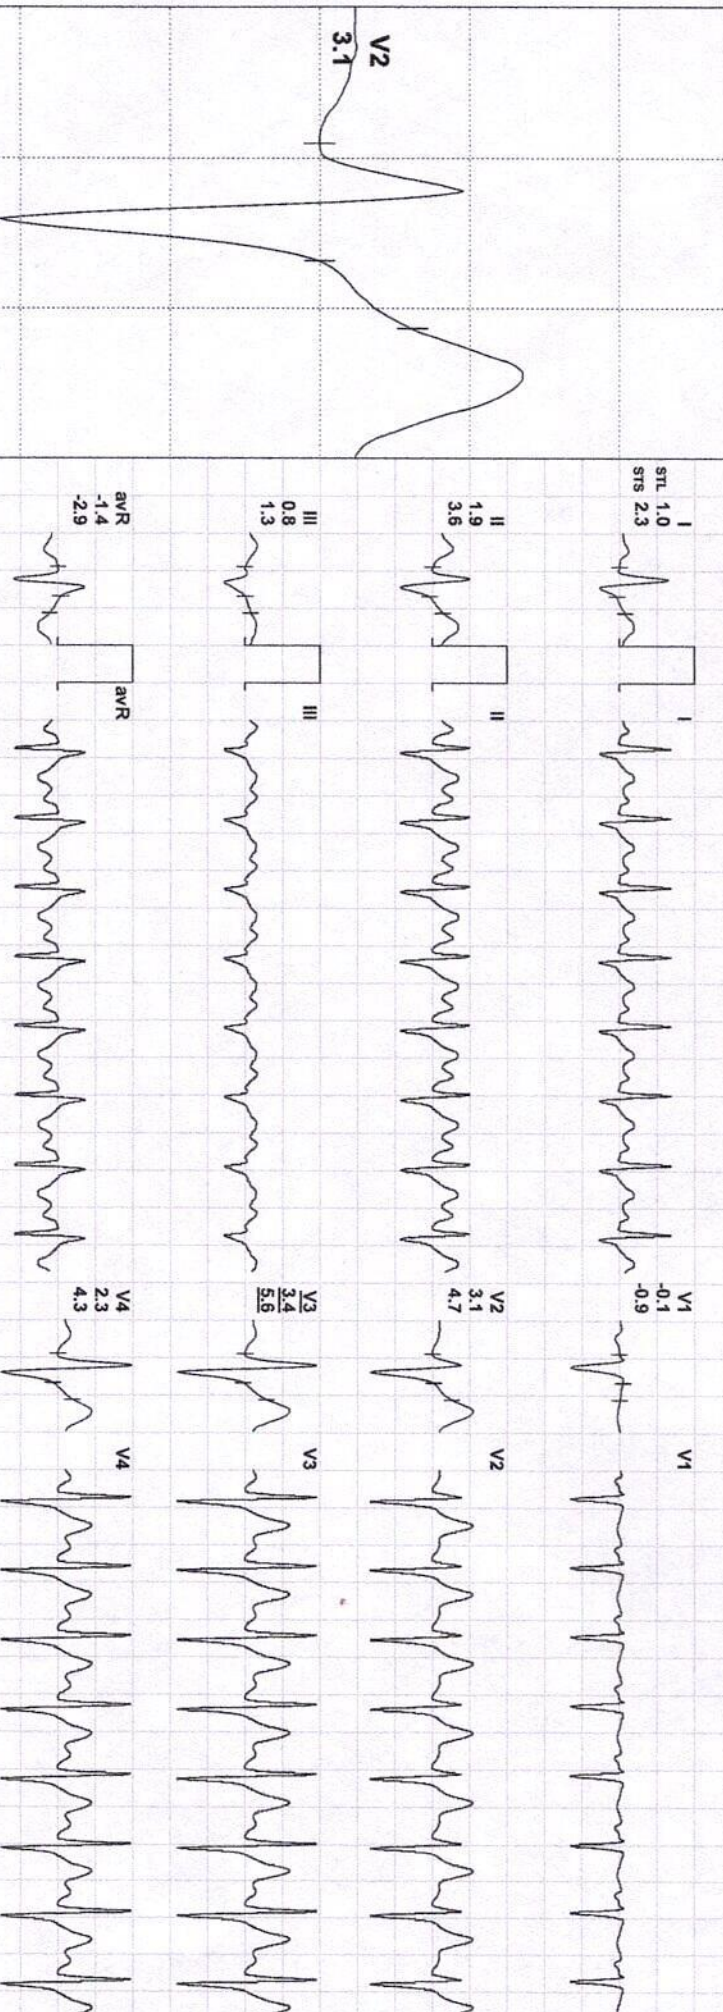 V2
3.1
I
STL 1.0
STS 2.3
I
V1
-0.1
-0.9
V1
II
1.9
3.6
II
V2
3.1
4.7
V2
III
0.8
1.3
III
V3
3.4
5.6
V3
avR
-1.4
-2.9
avR
V4
2.3
4.3
V4